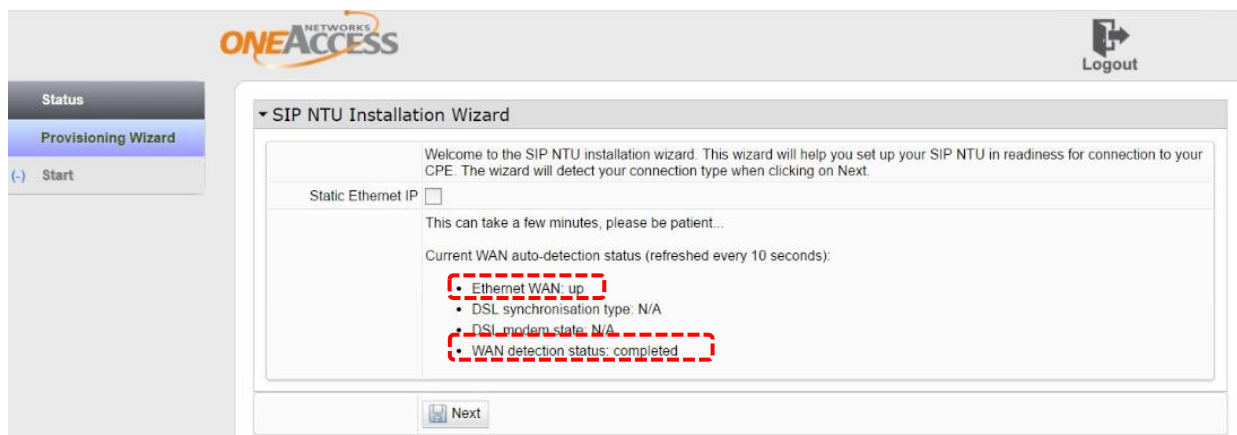 NETWORKS
ONEACCESS
Logout
Status
Provisioning Wizard
(-) Start
SIP NTU Installation Wizard
Welcome to the SIP NTU installation wizard. This wizard will help you set up your SIP NTU in readiness for connection to your
CPE. The wizard will detect your connection type when clicking on Next.
Static Ethernet IP
This can take a few minutes, please be patient...
Current WAN auto-detection status (refreshed every 10 seconds):
• Ethernet WAN: up
• DSL synchronisation type: N/A
• DSL modem state: N/A
• WAN detection status: completed
Next